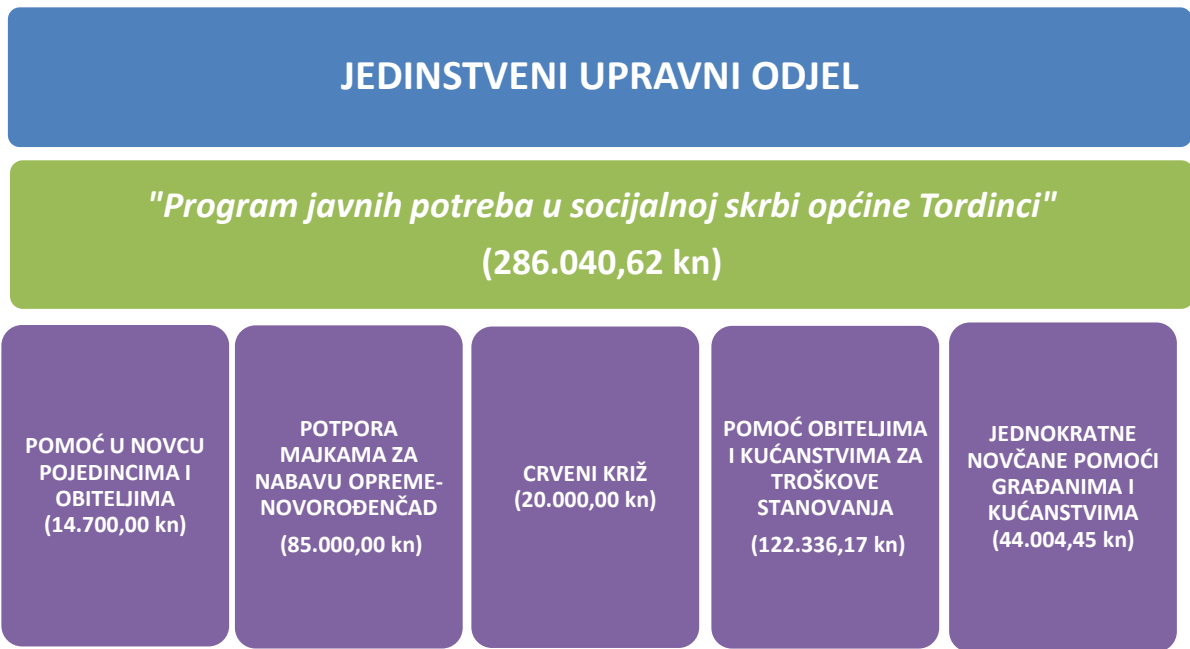 JEDINSTVENI UPRAVNI ODJEL
"Program javnih potreba u socijalnoj skrbi općine Tordinci"
(286.040,62 kn)
POMOĆ U NOVCU
POJEDINCIMA I
OBITELJIMA
(14.700,00 kn)
POTPORA
MAJKAMA ZA
NABAVU OPREME-
NOVOROĐENČAD
(85.000,00 kn)
CRVENI KRIŽ
(20.000,00 kn)
POMOĆ OBITELJIMA
I KUĆANSTVIMA ZA
TROŠKOVE
STANOVANJA
(122.336,17 kn)
JEDNOKRATNE
NOVČANE POMOĆI
GRAĐANIMA I
KUĆANSTVIMA
(44.004,45 kn)